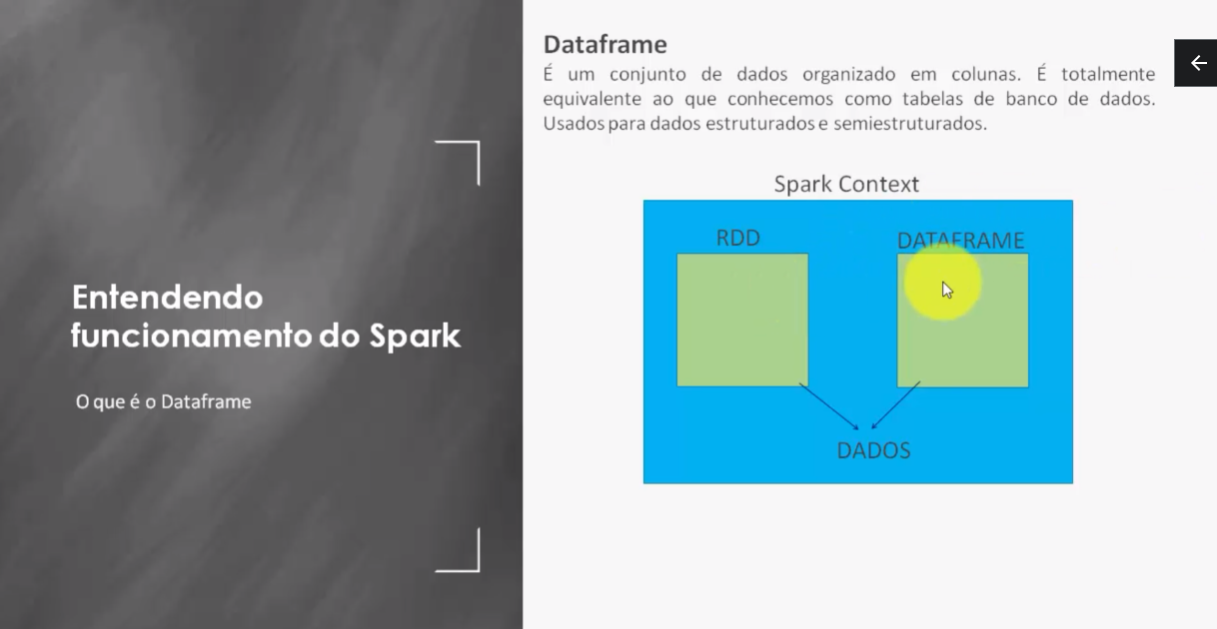 Entendendo
funcionamento do Spark
O que é o Dataframe
Dataframe
É um conjunto de dados organizado em colunas. É totalmente
equivalente ao que conhecemos como tabelas de banco de dados.
Usados para dados estruturados e semiestruturados.
Spark Context
RDD
DATAFRAME
DADOS